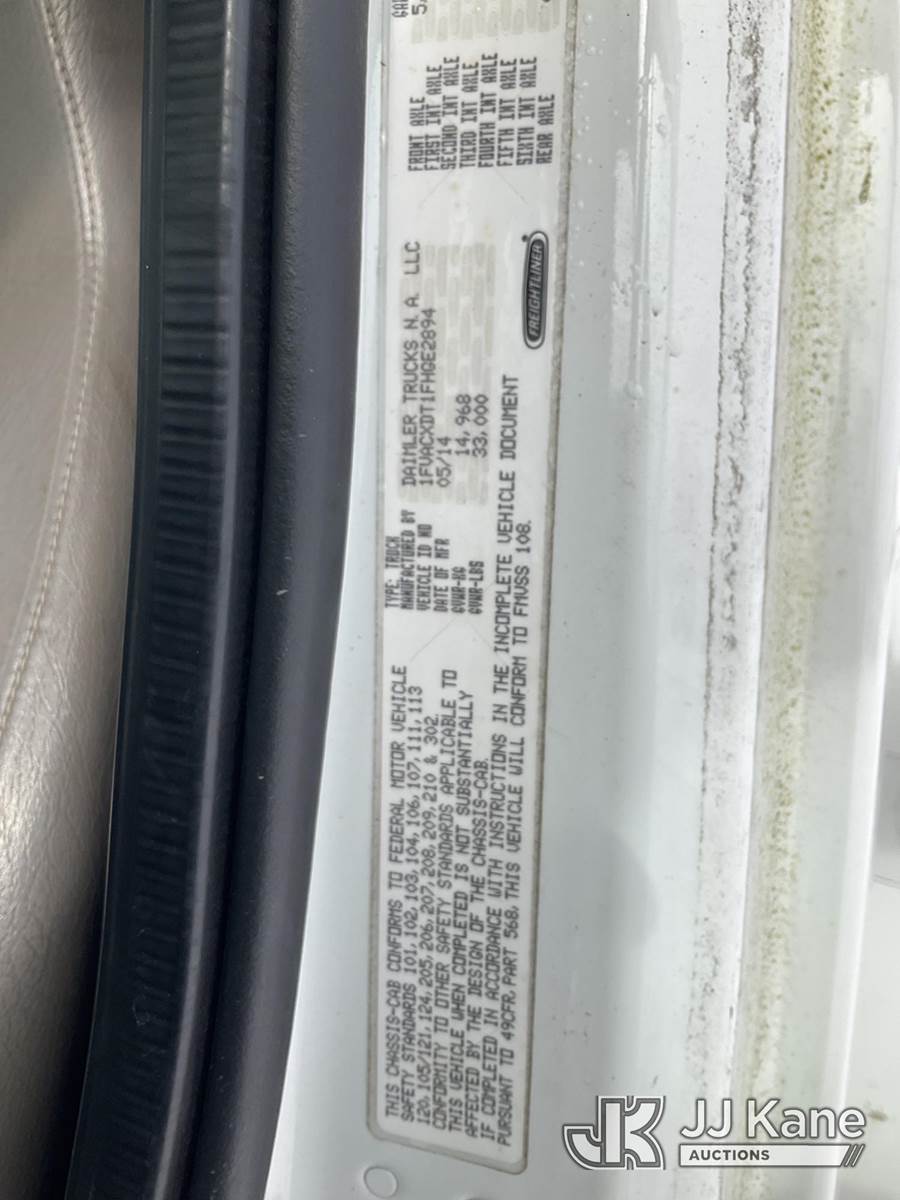 THIS CHASSIS-CAB CONFORMS TO FEDERAL MOTOR VEHICLE
SAFETY STANDARDS 101, 102, 103, 104, 106, 107, 111, 113
120, 105/121, 124, 205, 206, 207, 208, 209, 210 & 302.
CONFORMITY TO OTHER SAFETY STANDARDS APPLICABLE TO
THIS VEHICLE WHEN COMPLETED IS NOT SUBSTANTIALLY
AFFECTED BY THE DESIGN OF THE CHASSIS-CAB.
IF COMPLETED IN ACCORDANCE WITH INSTRUCTIONS IN THE INCOMPLETE VEHICLE DOCUMENT
PURSUANT TO 49CFR, PART 568, THIS VEHICLE WILL CONFORM TO FMVSS 108.
TYPE: TRUCK
MANUFACTURED BY DAIMLER TRUCKS N.A. LLC
VEHICLE ID NO 1FVACXDT1FHGE2894
DATE OF MFR 05/14
GVWR-KG 14,968
GVWR-LBS 33,000
FREIGHTLINER
FRONT AXLE
FIRST INT AXLE
SECOND INT AXLE
THIRD INT AXLE
FOURTH INT AXLE
FIFTH INT AXLE
SIXTH INT AXLE
REAR AXLE
JK JJ Kane
AUCTIONS